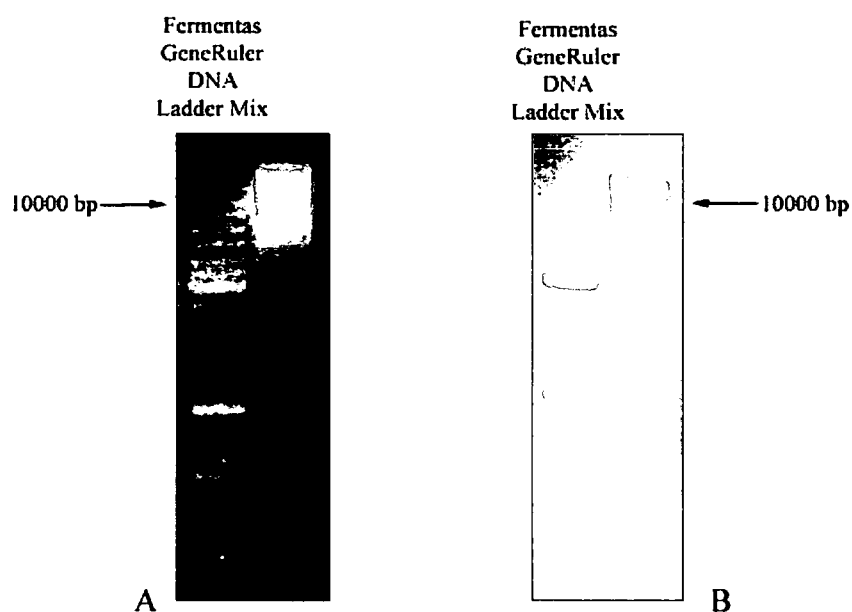 Fermentas
GeneRuler
DNA
Ladder Mix
10000 bp
A
Fermentas
GeneRuler
DNA
Ladder Mix
10000 bp
B